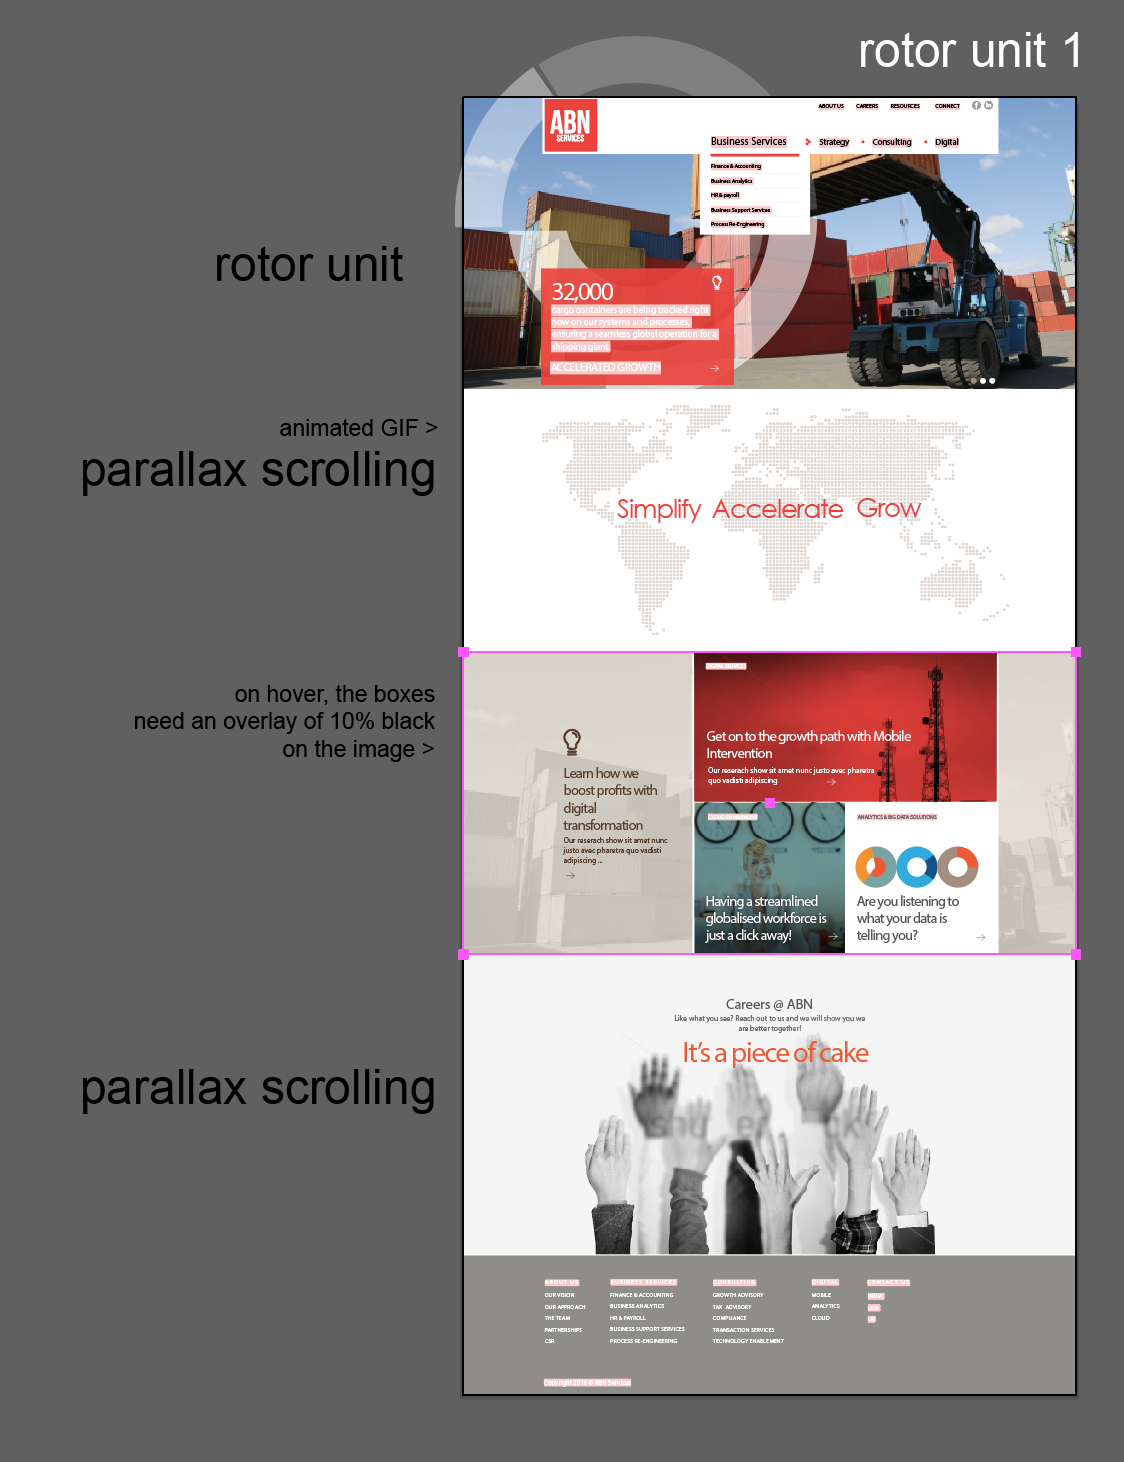 rotor unit 1
ABN
SERVICES
ABOUT US CAREERS RESOURCES CONNECT
Business Services Strategy Consulting Digital
Finance & Accounting
Business Analytics
HR & payroll
Business Support Services
Process Re-Engineering
rotor unit
32,000
cargo containers are being tracked right
now on our systems and processes,
ensuring a seamless global operation for a
shipping giant.
ACCELERATED GROWTH
animated GIF >
parallax scrolling
Simplify Accelerate Grow
on hover, the boxes
need an overlay of 10% black
on the image >
DIGITAL SERVICES
Get on to the growth path with Mobile
Intervention
Our reserach show sit amet nunc justo avec pharetra
quo vadisti adipiscing
Learn how we
boost profits with
digital
transformation
Our reserach show sit amet nunc
justo avec pharetra quo vadisti
adipiscing ...
CLOUD ENABLEMENT
Having a streamlined
globalised workforce is
just a click away!
ANALYTICS & BIG DATA SOLUTIONS
Are you listening to
what your data is
telling you?
Careers @ ABN
Like what you see? Reach out to us and we will show you we
are better together!
It's a piece of cake
parallax scrolling
ABOUT US
OUR VISION
OUR APPROACH
THE TEAM
PARTNERSHIPS
CSR
BUSINESS SERVICES
FINANCE & ACCOUNTING
BUSINESS ANALYTICS
HR & PAYROLL
BUSINESS SUPPORT SERVICES
PROCESS RE-ENGINEERING
CONSULTING
GROWTH ADVISORY
TAX ADVISORY
COMPLIANCE
TRANSACTION SERVICES
TECHNOLOGY ENABLEMENT
DIGITAL
MOBILE
ANALYTICS
CLOUD
CONTACT US
INDIA
USA
UK
Copyright 2016 © ABN Services